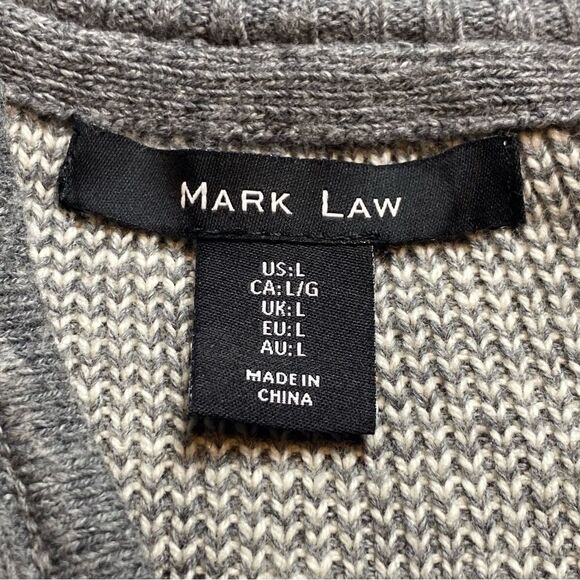 MARK LAW
US:L
CA:L/G
UK:L
EU:L
AU:L
MADE IN
CHINA